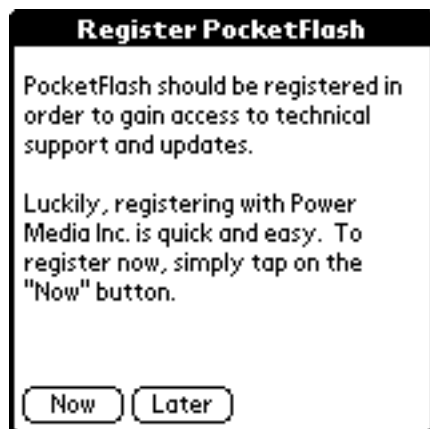 Register PocketFlash
PocketFlash should be registered in
order to gain access to technical
support and updates.
Luckily, registering with Power
Media Inc. is quick and easy.  To
register now, simply tap on the
"Now" button.
Now Later